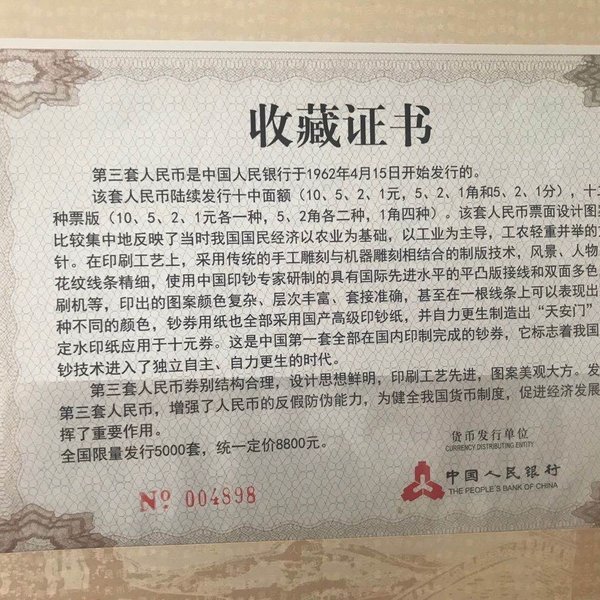 收藏证书
第三套人民币是中国人民银行于1962年4月15日开始发行的。
该套人民币陆续发行十中面额（10、5、2、1元，5、2、1角和5、2、1分），十二
种票版（10、5、2、1元各一种，5、2角各二种，1角四种）。该套人民币票面设计图案
比较集中地反映了当时我国国民经济以农业为基础，以工业为主导，工农轻重并举的方
针。在印刷工艺上，采用传统的手工雕刻与机器雕刻相结合的制版技术，风景、人物
花纹线条精细，使用中国印钞专家研制的具有国际先进水平的平凸版接线和双面多色
刷机等，印出的图案颜色复杂、层次丰富、套接准确，甚至在一根线条上可以表现出
种不同的颜色，钞券用纸也全部采用国产高级印钞纸，并自力更生制造出“天安门”
定水印纸应用于十元券。这是中国第一套全部在国内印制完成的钞券，它标志着我
钞技术进入了独立自主、自力更生的时代。
第三套人民币券别结构合理，设计思想鲜明，印刷工艺先进，图案美观大方。发
第三套人民币，增强了人民币的反假防伪能力，为健全我国货币制度，促进经济发展
挥了重要作用。
全国限量发行5000套，统一定价8800元。
货币发行单位
CURRENCY DISTRIBUTING ENTITY
中国人民银行
THE PEOPLE'S BANK OF CHINA
Nº 004898